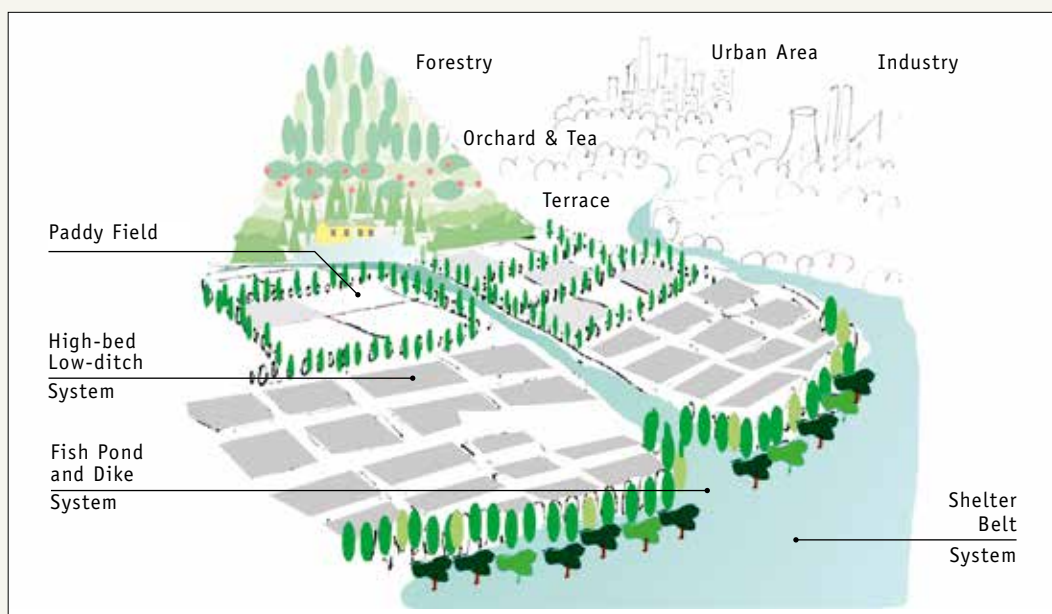 Forestry
Urban Area
Industry
Orchard & Tea
Terrace
Paddy Field
High-bed
Low-ditch
System
Fish Pond
and Dike
System
Shelter
Belt
System